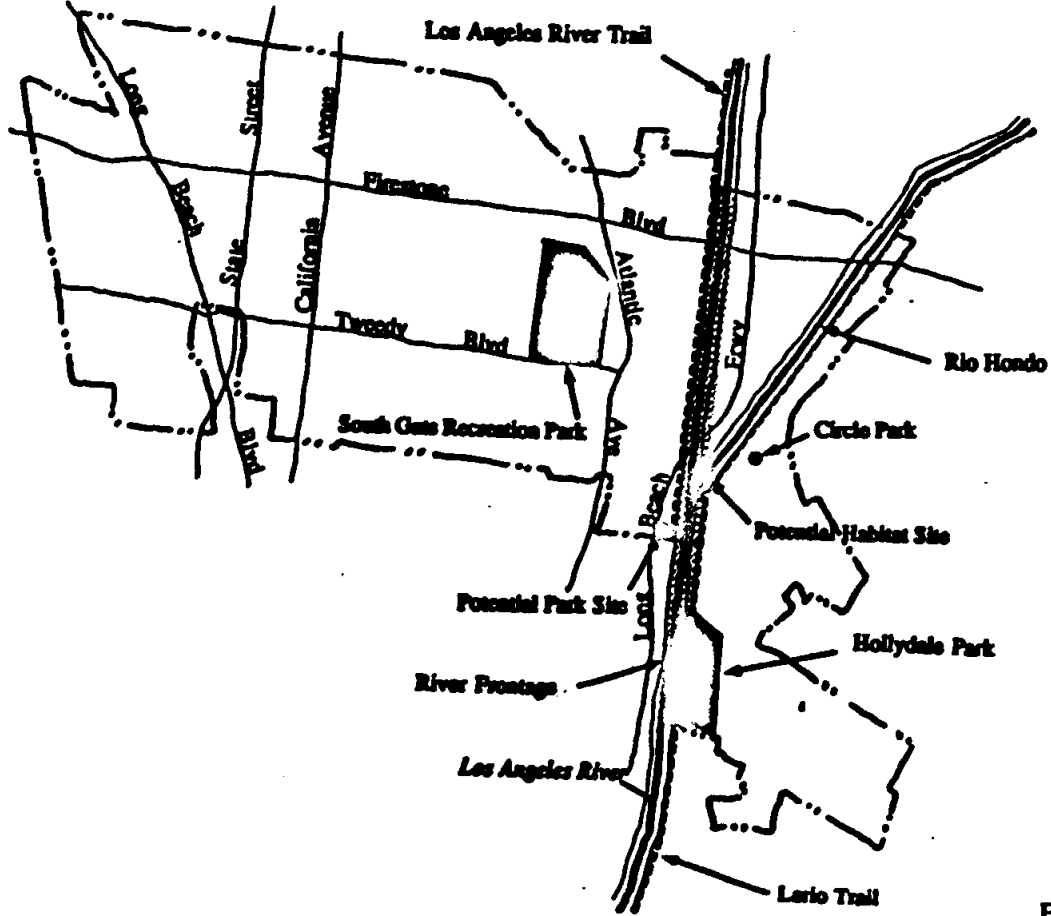 Los Angeles River Trail
Long
Beach
Blvd
State
Street
California
Avenue
Firestone
Blvd
Tweedy
Blvd
Atlantic
Ave
Frwy
Rio Hondo
South Gate Recreation Park
Circle Park
Beach
Potential Habitat Site
Potential Park Site
Long
Hollydale Park
River Frontage
Los Angeles River
Lario Trail